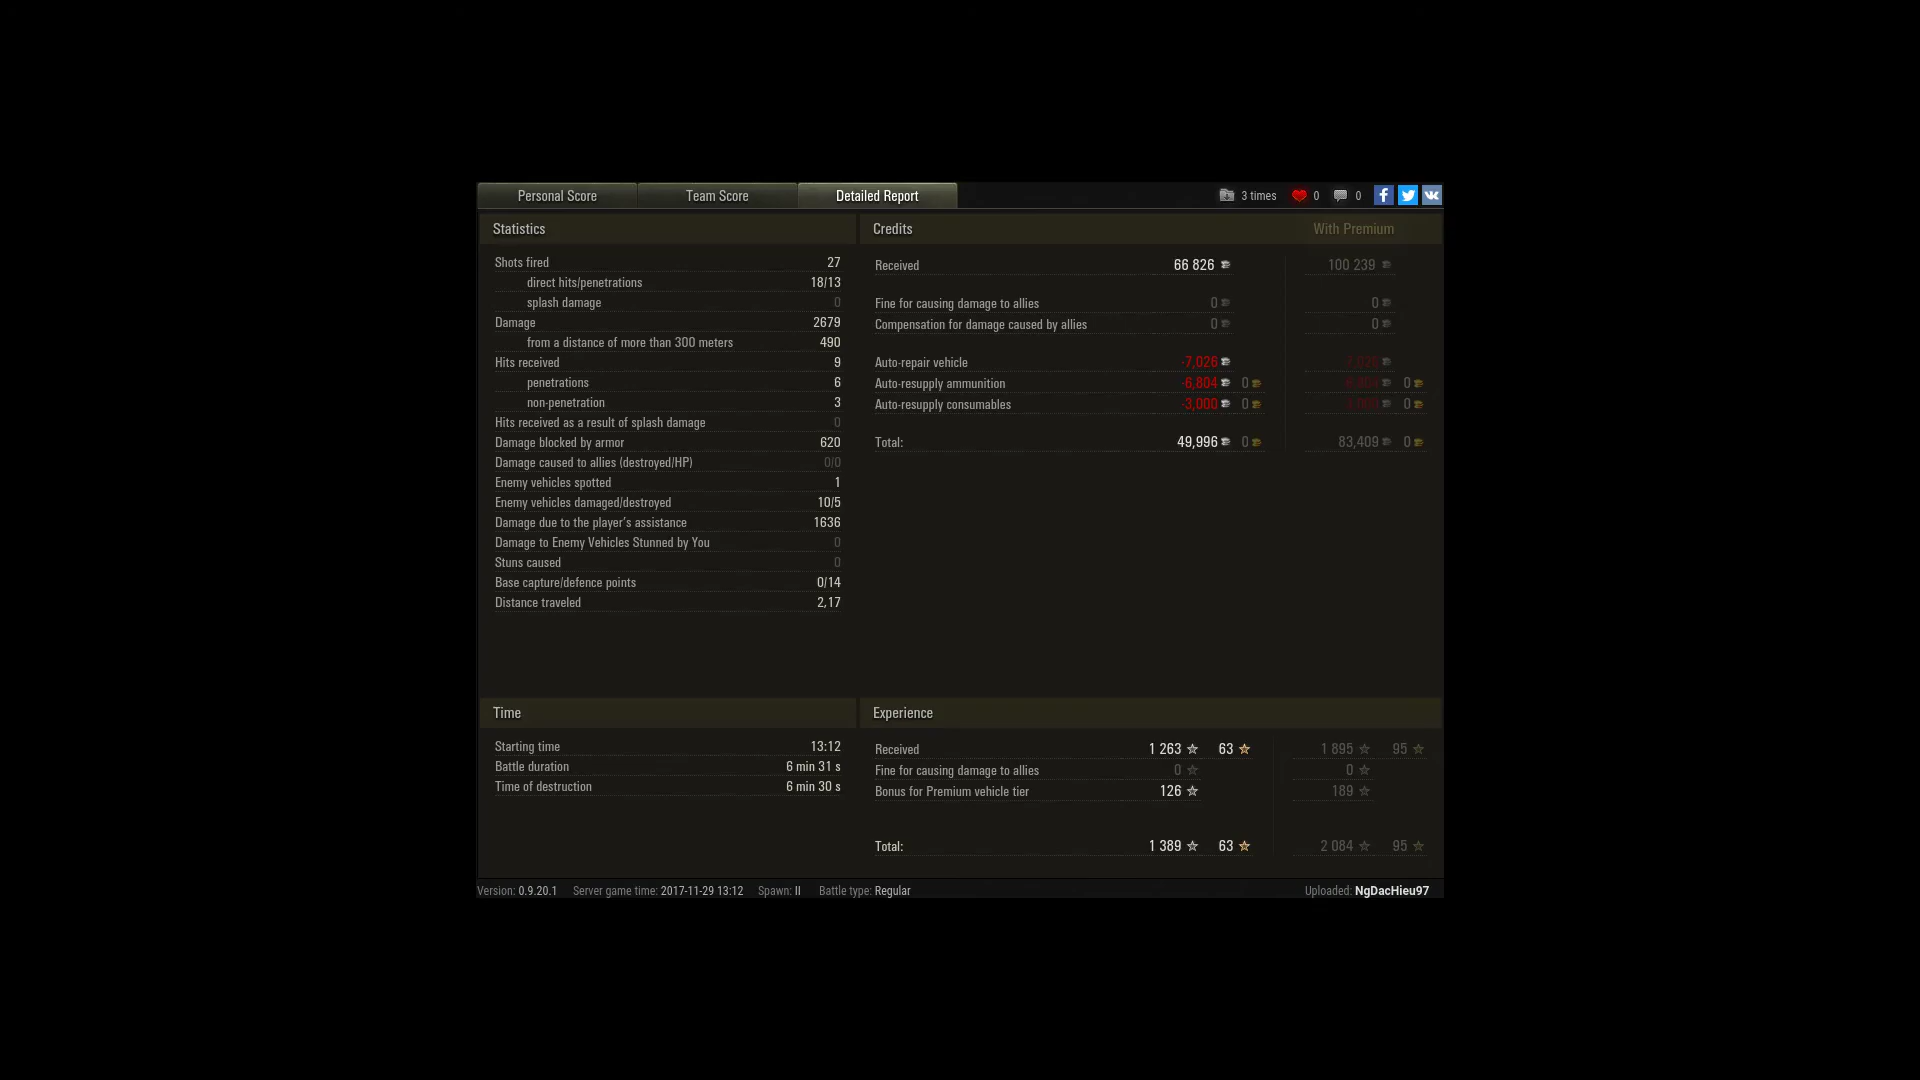 Personal Score Team Score Detailed Report 3 times 0 0
Statistics
Shots fired 27
direct hits/penetrations 18/13
splash damage 0
Damage 2679
from a distance of more than 300 meters 490
Hits received 9
penetrations 6
non-penetration 3
Hits received as a result of splash damage 0
Damage blocked by armor 620
Damage caused to allies (destroyed/HP) 0/0
Enemy vehicles spotted 1
Enemy vehicles damaged/destroyed 10/5
Damage due to the player's assistance 1636
Damage to Enemy Vehicles Stunned by You 0
Stuns caused 0
Base capture/defence points 0/14
Distance traveled 2,17
Credits With Premium
Received 66 826 100 239
Fine for causing damage to allies 0 0
Compensation for damage caused by allies 0 0
Auto-repair vehicle -7,026
Auto-resupply ammunition -6,804 0 0
Auto-resupply consumables -3,000 0 0
Total: 49,996 0 83,409 0
Time
Starting time 13:12
Battle duration 6 min 31 s
Time of destruction 6 min 30 s
Experience
Received 1 263 63 1 895 95
Fine for causing damage to allies 0 0
Bonus for Premium vehicle tier 126 189
Total: 1 389 63 2 084 95
Version: 0.9.20.1 Server game time: 2017-11-29 13:12 Spawn: II Battle type: Regular Uploaded: NgDacHieu97